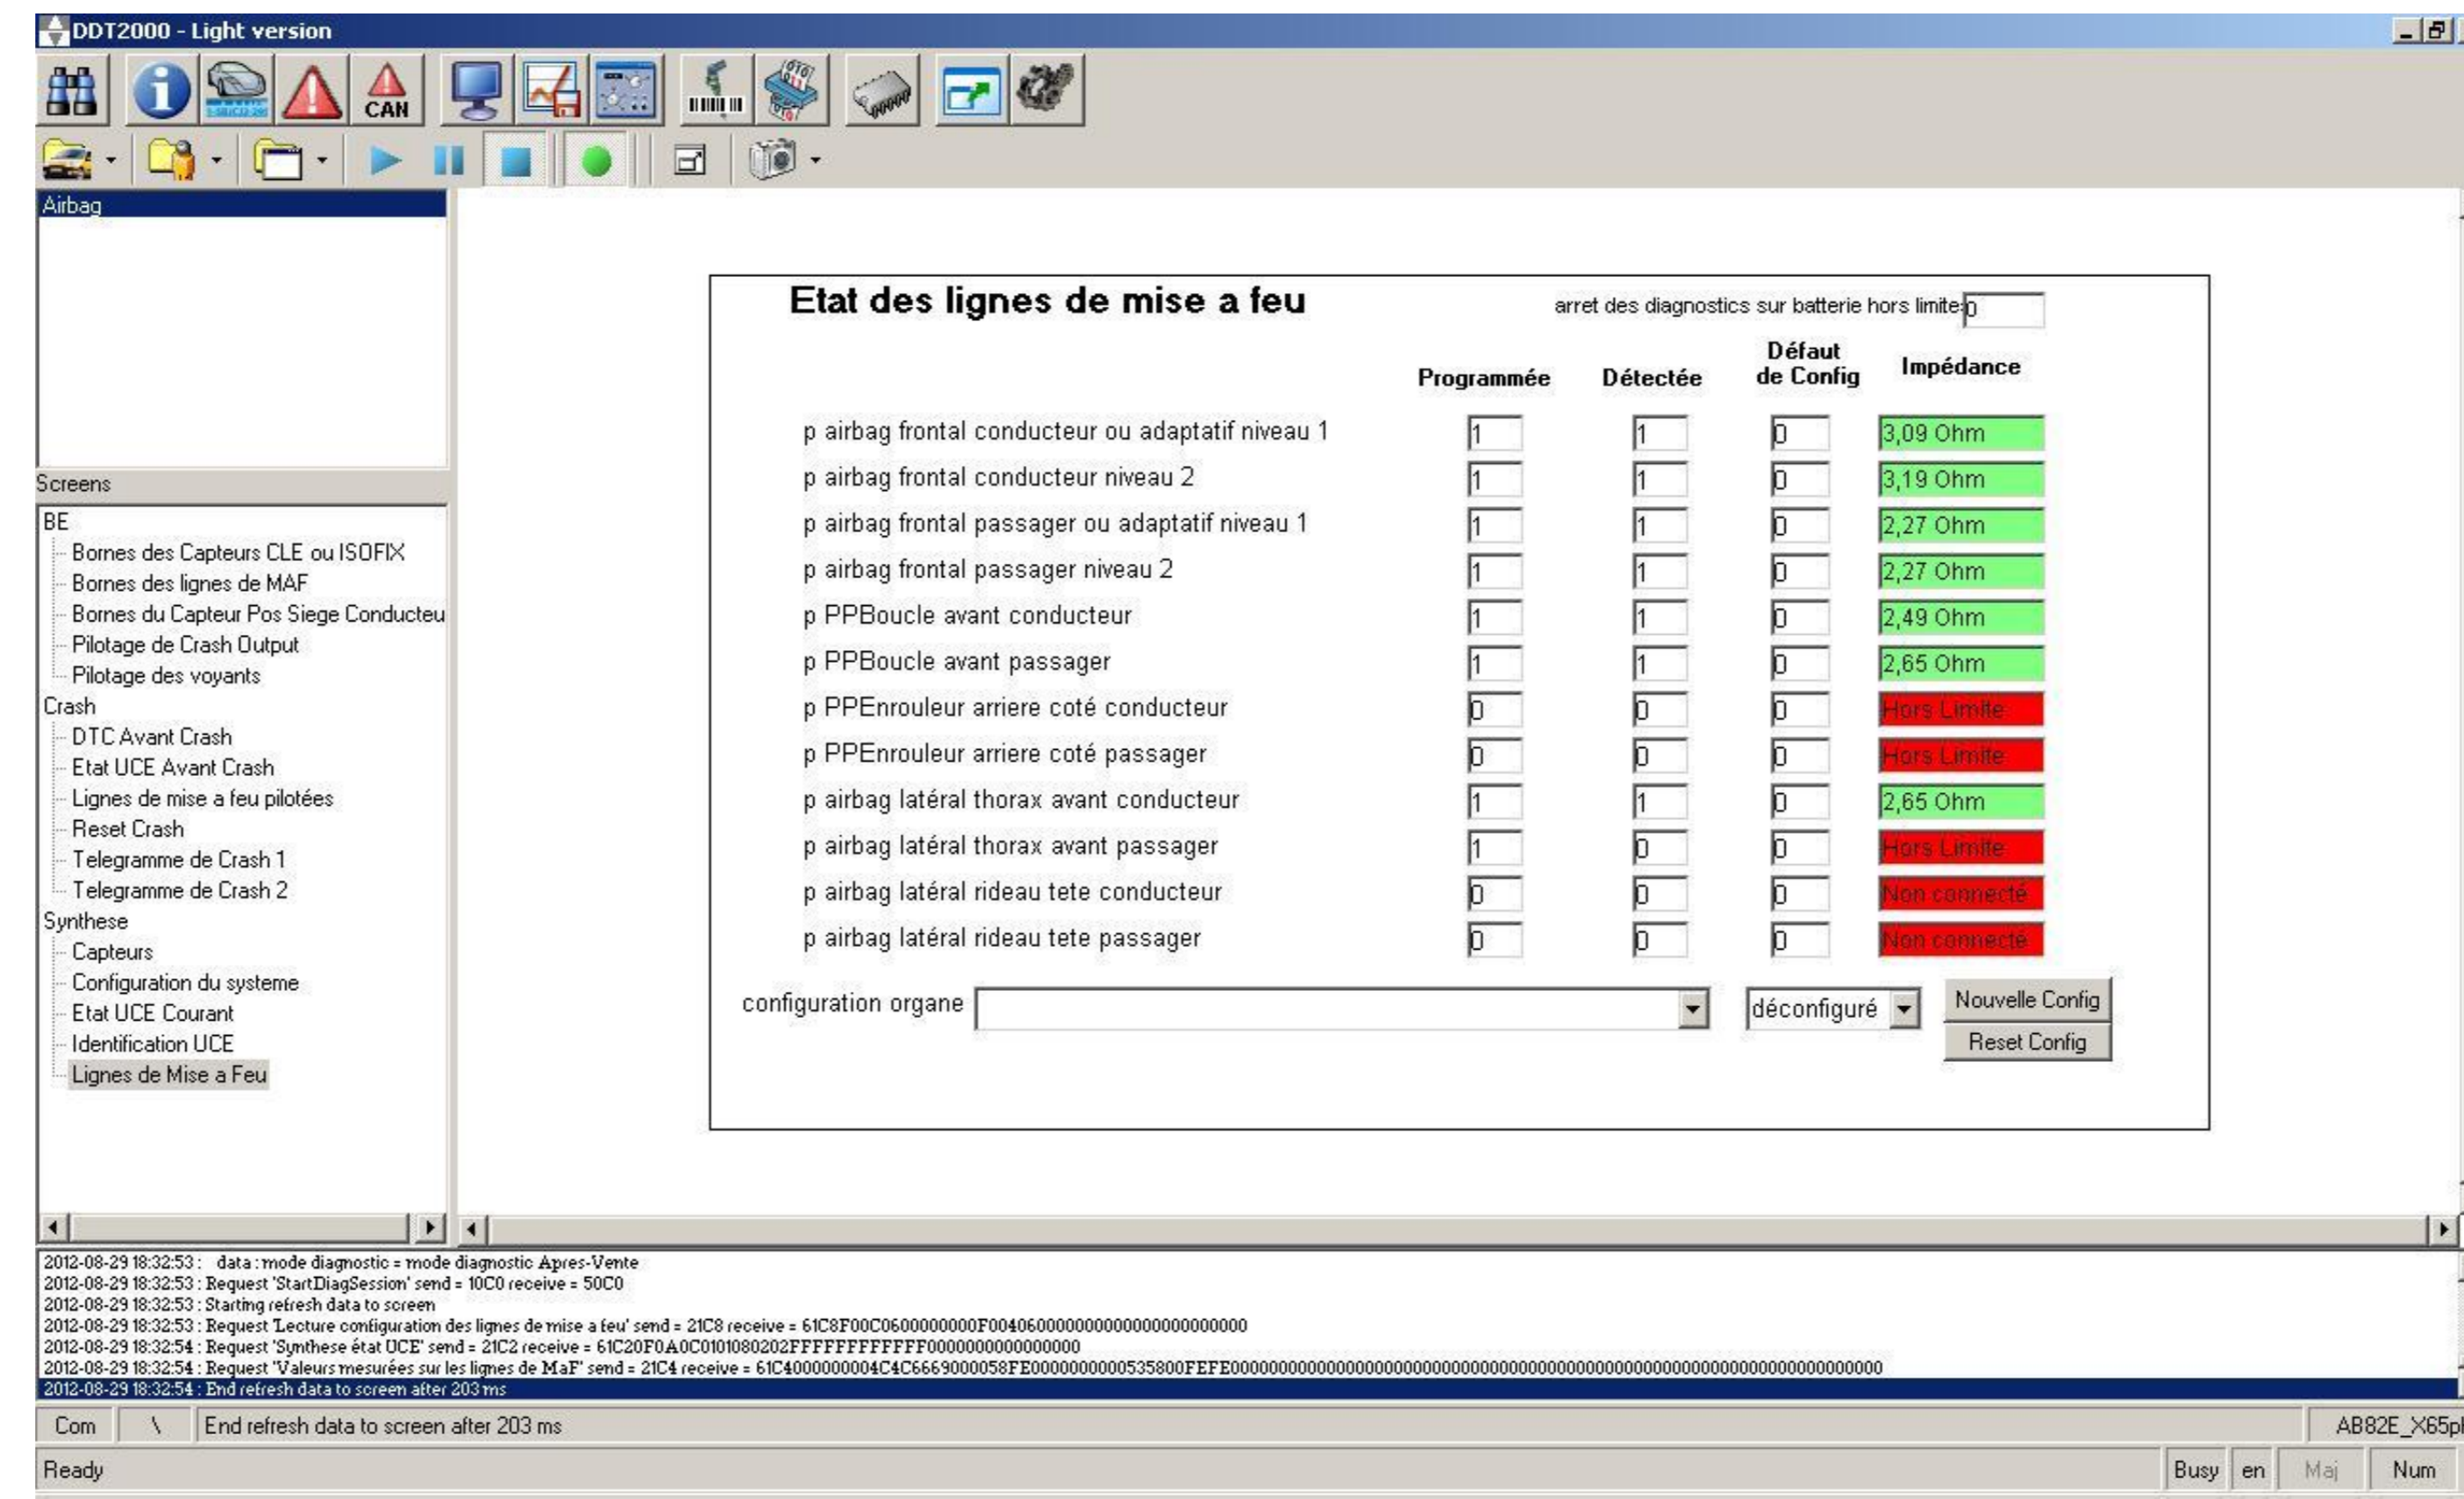 DDT2000 - Light version
CAN
Airbag
Screens
BE
Bornes des Capteurs CLE ou ISOFIX
Bornes des lignes de MAF
Bornes du Capteur Pos Siege Conducteu
Pilotage de Crash Output
Pilotage des voyants
Crash
DTC Avant Crash
Etat UCE Avant Crash
Lignes de mise a feu pilotées
Reset Crash
Telegramme de Crash 1
Telegramme de Crash 2
Synthese
Capteurs
Configuration du systeme
Etat UCE Courant
Identification UCE
Lignes de Mise a Feu
Etat des lignes de mise a feu
arret des diagnostics sur batterie hors limite: 0
Programmée Détectée Défaut de Config Impédance
p airbag frontal conducteur ou adaptatif niveau 1 1 1 0 3,09 Ohm
p airbag frontal conducteur niveau 2 1 1 0 3,19 Ohm
p airbag frontal passager ou adaptatif niveau 1 1 1 0 2,27 Ohm
p airbag frontal passager niveau 2 1 1 0 2,27 Ohm
p PPBoucle avant conducteur 1 1 0 2,49 Ohm
p PPBoucle avant passager 1 1 0 2,65 Ohm
p PPEnrouleur arriere coté conducteur 0 0 0 Hors Limite
p PPEnrouleur arriere coté passager 0 0 0 Hors Limite
p airbag latéral thorax avant conducteur 1 1 0 2,65 Ohm
p airbag latéral thorax avant passager 1 0 0 Hors Limite
p airbag latéral rideau tete conducteur 0 0 0 Non connecté
p airbag latéral rideau tete passager 0 0 0 Non connecté
configuration organe déconfiguré Nouvelle Config
Reset Config
2012-08-29 18:32:53 : data : mode diagnostic = mode diagnostic Apres-Vente
2012-08-29 18:32:53 : Request 'StartDiagSession' send = 10C0 receive = 50C0
2012-08-29 18:32:53 : Starting refresh data to screen
2012-08-29 18:32:53 : Request 'Lecture configuration des lignes de mise a feu' send = 21C8 receive =
2012-08-29 18:32:54 : Request 'Synthese état UCE' send = 21C2 receive =
2012-08-29 18:32:54 : Request 'Valeurs mesurées sur les lignes de MaF' send = 21C4 receive =
2012-08-29 18:32:54 : End refresh data to screen after 203 ms
Com \ End refresh data to screen after 203 ms
Ready Busy en Maj Num